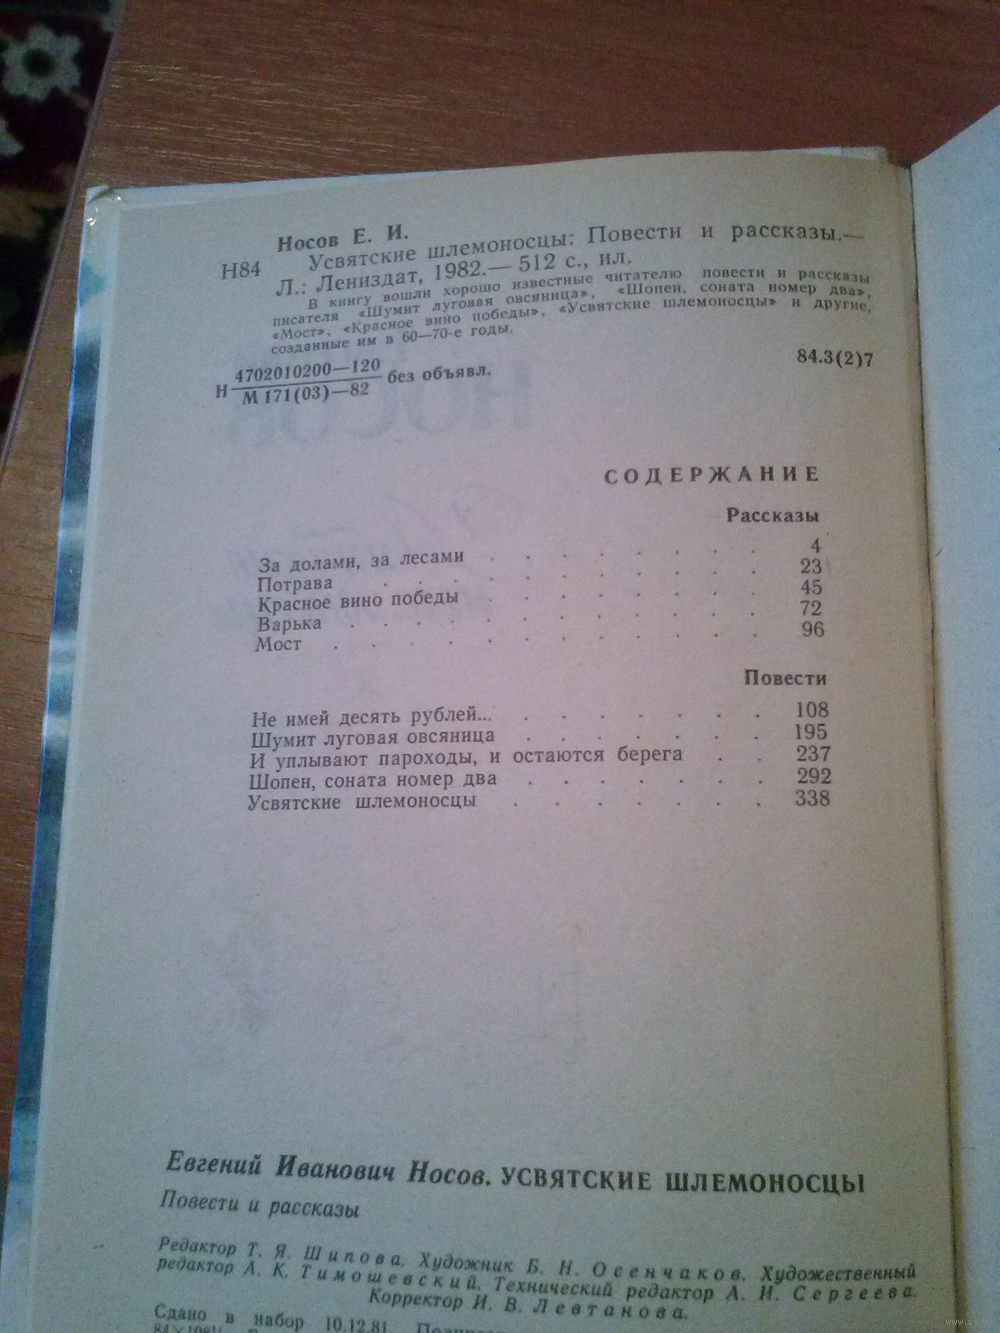 Носов Е. И.
Н84 Усвятские шлемоносцы: Повести и рассказы.—
Л.: Лениздат, 1982.— 512 с., ил.
В книгу вошли хорошо известные читателю повести и рассказы
писателя «Шумит луговая овсяница», «Шопен, соната номер два»,
«Мост», «Красное вино победы», «Усвятские шлемоносцы» и другие,
созданные им в 60—70-е годы.
Н 4702010200—120
М 171(03)—82 без объявл.
84.3(2)7
СОДЕРЖАНИЕ
Рассказы
За долами, за лесами . . . . . . . 4
Потрава . . . . . . . . . 23
Красное вино победы . . . . . . . 45
Варька . . . . . . . . . . 72
Мост . . . . . . . . . . . 96
Повести
Не имей десять рублей... . . . . . . . 108
Шумит луговая овсяница . . . . . . 195
И уплывают пароходы, и остаются берега . . 237
Шопен, соната номер два . . . . . . 292
Усвятские шлемоносцы . . . . . . . 338
Евгений Иванович Носов. УСВЯТСКИЕ ШЛЕМОНОСЦЫ
Повести и рассказы
Редактор Т. Я. Шипова. Художник Б. Н. Осенчаков. Художественный
редактор А. К. Тимошевский. Технический редактор А. И. Сергеева.
Корректор И. В. Левтанова.
Сдано в набор 10.12.81.